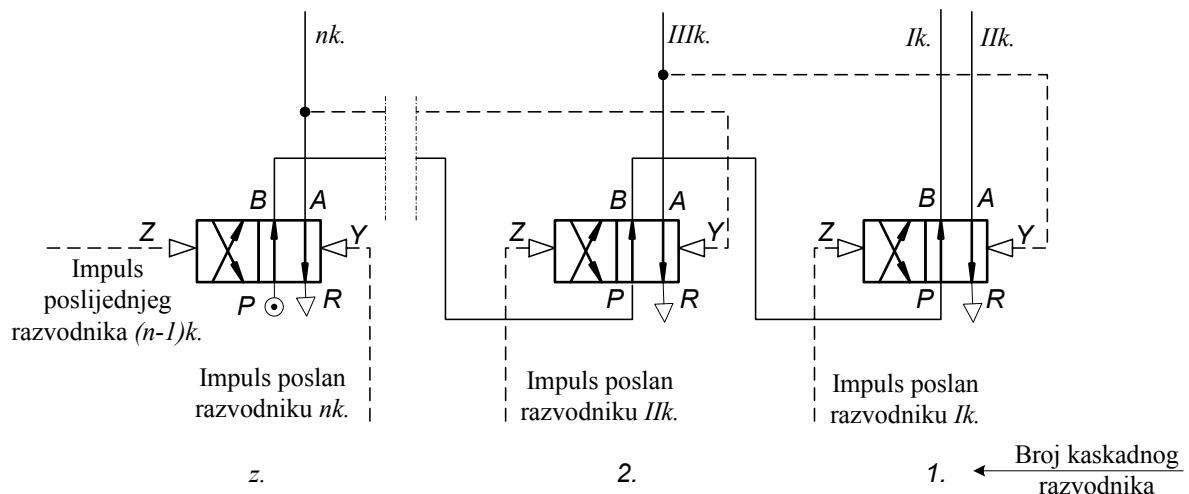 nk.
IIIk.
Ik.
IIk.
B A
B A
B A
Z
Y
Z
Y
Z
Y
P R
P R
P R
Impuls
poslijednjeg
razvodnika (n-1)k.
Impuls poslan
razvodniku nk.
Impuls poslan
razvodniku IIk.
Impuls poslan
razvodniku Ik.
z.
2.
1.
Broj kaskadnog
razvodnika